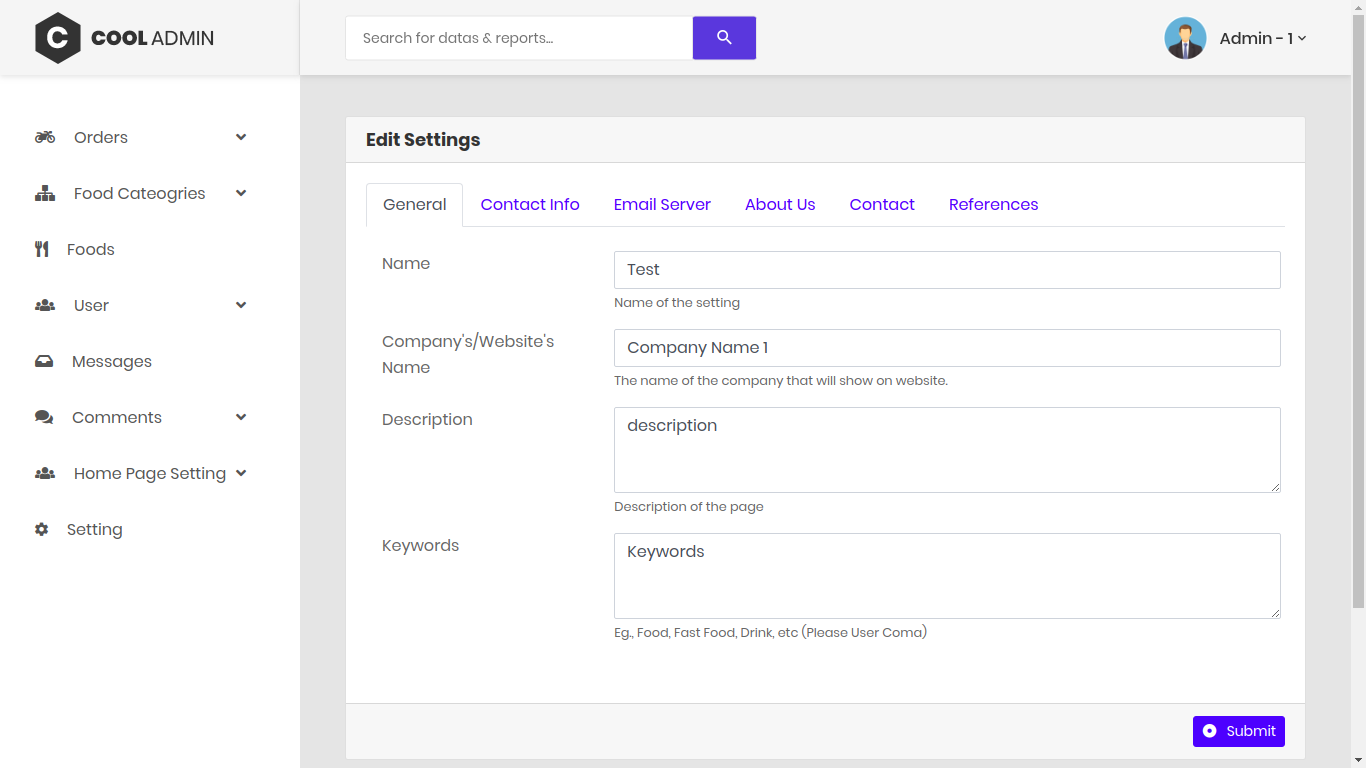 COOL ADMIN
Search for datas & reports...
Admin - 1
Orders
Food Cateogries
Foods
User
Messages
Comments
Home Page Setting
Setting
Edit Settings
General Contact Info Email Server About Us Contact References
Name
Test
Name of the setting
Company's/Website's
Name
Company Name 1
The name of the company that will show on website.
Description
description
Description of the page
Keywords
Keywords
Eg., Food, Fast Food, Drink, etc (Please User Coma)
Submit